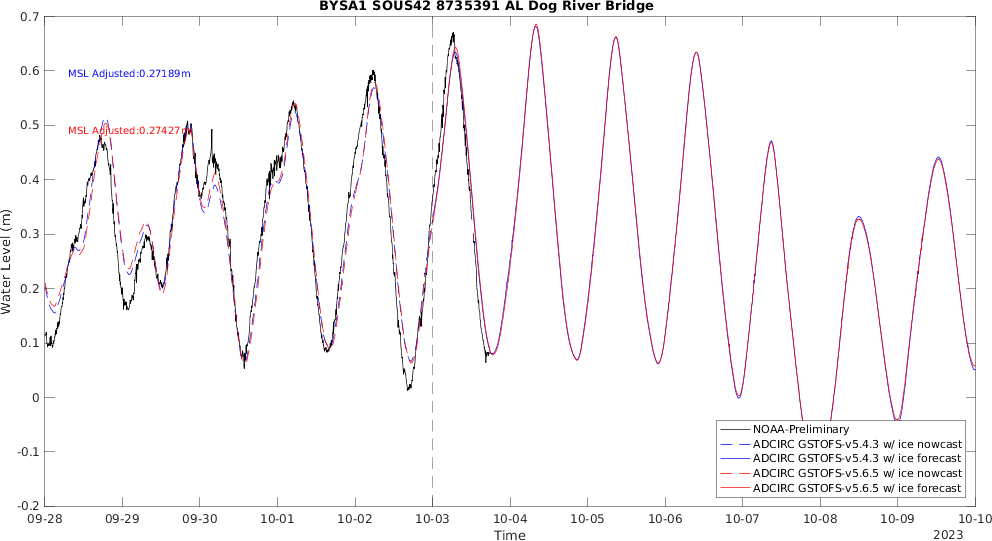 BYSA1 SOUS42 8735391 AL Dog River Bridge
0.7
0.6
0.5
0.4
0.3
0.2
0.1
0
-0.1
-0.2
Water Level (m)
MSL Adjusted:0.27189m
MSL Adjusted:0.27427m
NOAA-Preliminary
ADCIRC GSTOFS-v5.4.3 w/ ice nowcast
ADCIRC GSTOFS-v5.4.3 w/ ice forecast
ADCIRC GSTOFS-v5.6.5 w/ ice nowcast
ADCIRC GSTOFS-v5.6.5 w/ ice forecast
09-28 09-29 09-30 10-01 10-02 10-03 10-04 10-05 10-06 10-07 10-08 10-09 10-10
Time
2023